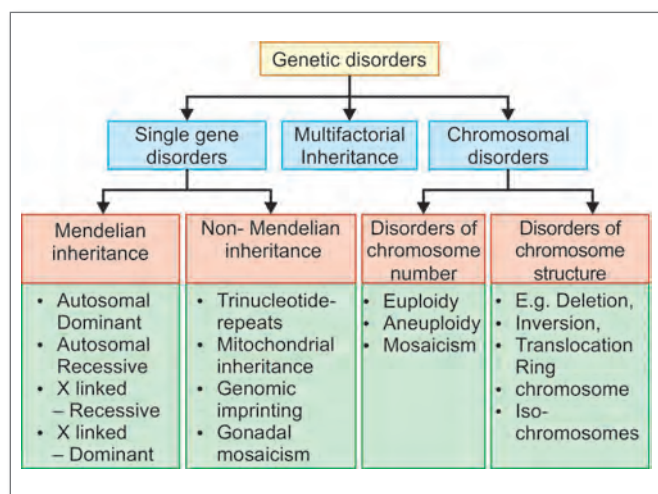 Genetic disorders
Single gene
disorders
Multifactorial
Inheritance
Chromosomal
disorders
Mendelian
inheritance
Non- Mendelian
inheritance
Disorders of
chromosome
number
Disorders of
chromosome
structure
• Autosomal
Dominant
• Autosomal
Recessive
• X linked
– Recessive
• X linked
– Dominant
• Trinucleotide-
repeats
• Mitochondrial
inheritance
• Genomic
imprinting
• Gonadal
mosaicism
• Euploidy
• Aneuploidy
• Mosaicism
• E.g. Deletion,
• Inversion,
• Translocation
Ring
• chromosome
• Iso-
chromosomes